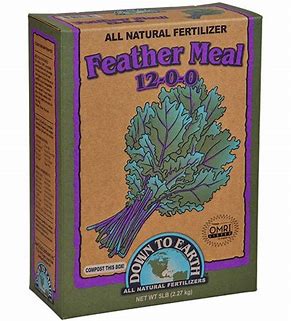 ALL NATURAL FERTILIZER
Feather Meal
12-0-0
OMRI
LISTED
COMPOST THIS BOX!
DOWN TO EARTH
ALL NATURAL FERTILIZERS
NET WT 5LB (2.27 kg)